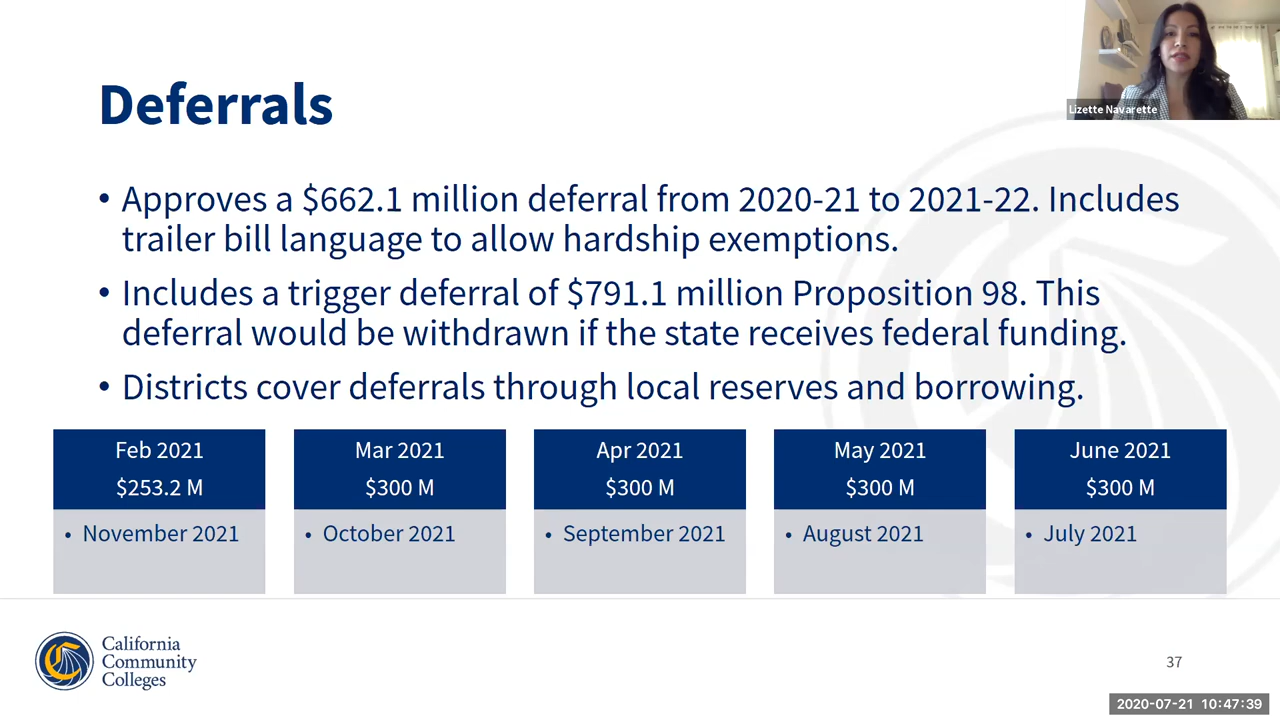 Lizette Navarette
Deferrals
• Approves a $662.1 million deferral from 2020-21 to 2021-22. Includes
trailer bill language to allow hardship exemptions.
• Includes a trigger deferral of $791.1 million Proposition 98. This
deferral would be withdrawn if the state receives federal funding.
• Districts cover deferrals through local reserves and borrowing.
Feb 2021
$253.2 M
• November 2021
Mar 2021
$300 M
• October 2021
Apr 2021
$300 M
• September 2021
May 2021
$300 M
• August 2021
June 2021
$300 M
• July 2021
California
Community
Colleges
37
2020-07-21 10:47:39